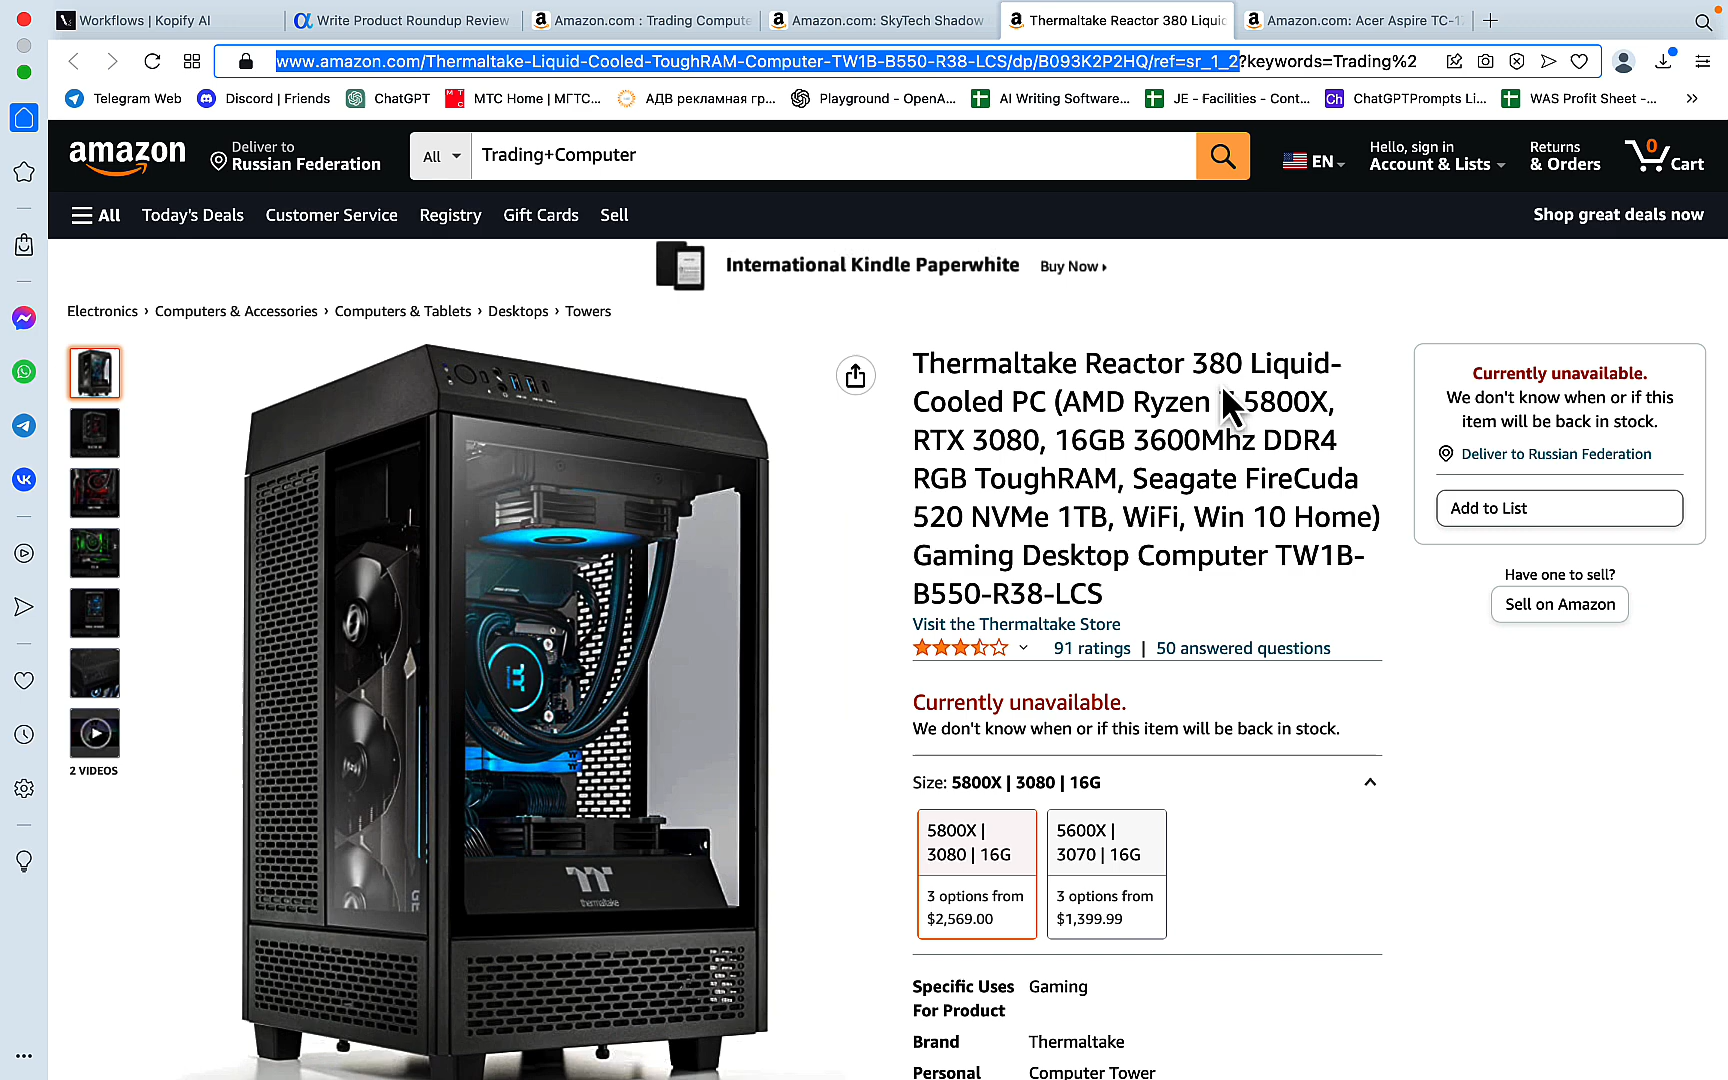 Workflows | Kopify AI
Write Product Roundup Review
Amazon.com : Trading Compute
Amazon.com: SkyTech Shadow
Thermaltake Reactor 380 Liquid
Amazon.com: Acer Aspire TC-17
www.amazon.com/Thermaltake-Liquid-Cooled-ToughRAM-Computer-TW1B-B550-R38-LCS/dp/B093K2P2HQ/ref=sr_1_2?keywords=Trading%2
Telegram Web
Discord | Friends
ChatGPT
МТС Home | МГТС...
АДВ рекламная гр...
Playground - OpenA...
AI Writing Software...
JE - Facilities - Cont...
Ch ChatGPTPrompts Li...
WAS Profit Sheet -...
amazon
Deliver to
Russian Federation
All
Trading+Computer
EN
Hello, sign in
Account & Lists
Returns
& Orders
0
Cart
All
Today's Deals
Customer Service
Registry
Gift Cards
Sell
Shop great deals now
International Kindle Paperwhite
Buy Now
Electronics › Computers & Accessories › Computers & Tablets › Desktops › Towers
2 VIDEOS
thermaltake
Thermaltake Reactor 380 Liquid-
Cooled PC (AMD Ryzen 5800X,
RTX 3080, 16GB 3600Mhz DDR4
RGB ToughRAM, Seagate FireCuda
520 NVMe 1TB, WiFi, Win 10 Home)
Gaming Desktop Computer TW1B-
B550-R38-LCS
Visit the Thermaltake Store
91 ratings | 50 answered questions
Currently unavailable.
We don't know when or if this item will be back in stock.
Size: 5800X | 3080 | 16G
5800X |
3080 | 16G
3 options from
$2,569.00
5600X |
3070 | 16G
3 options from
$1,399.99
Specific Uses For Product Gaming
Brand Thermaltake
Personal Computer Tower
Currently unavailable.
We don't know when or if this
item will be back in stock.
Deliver to Russian Federation
Add to List
Have one to sell?
Sell on Amazon